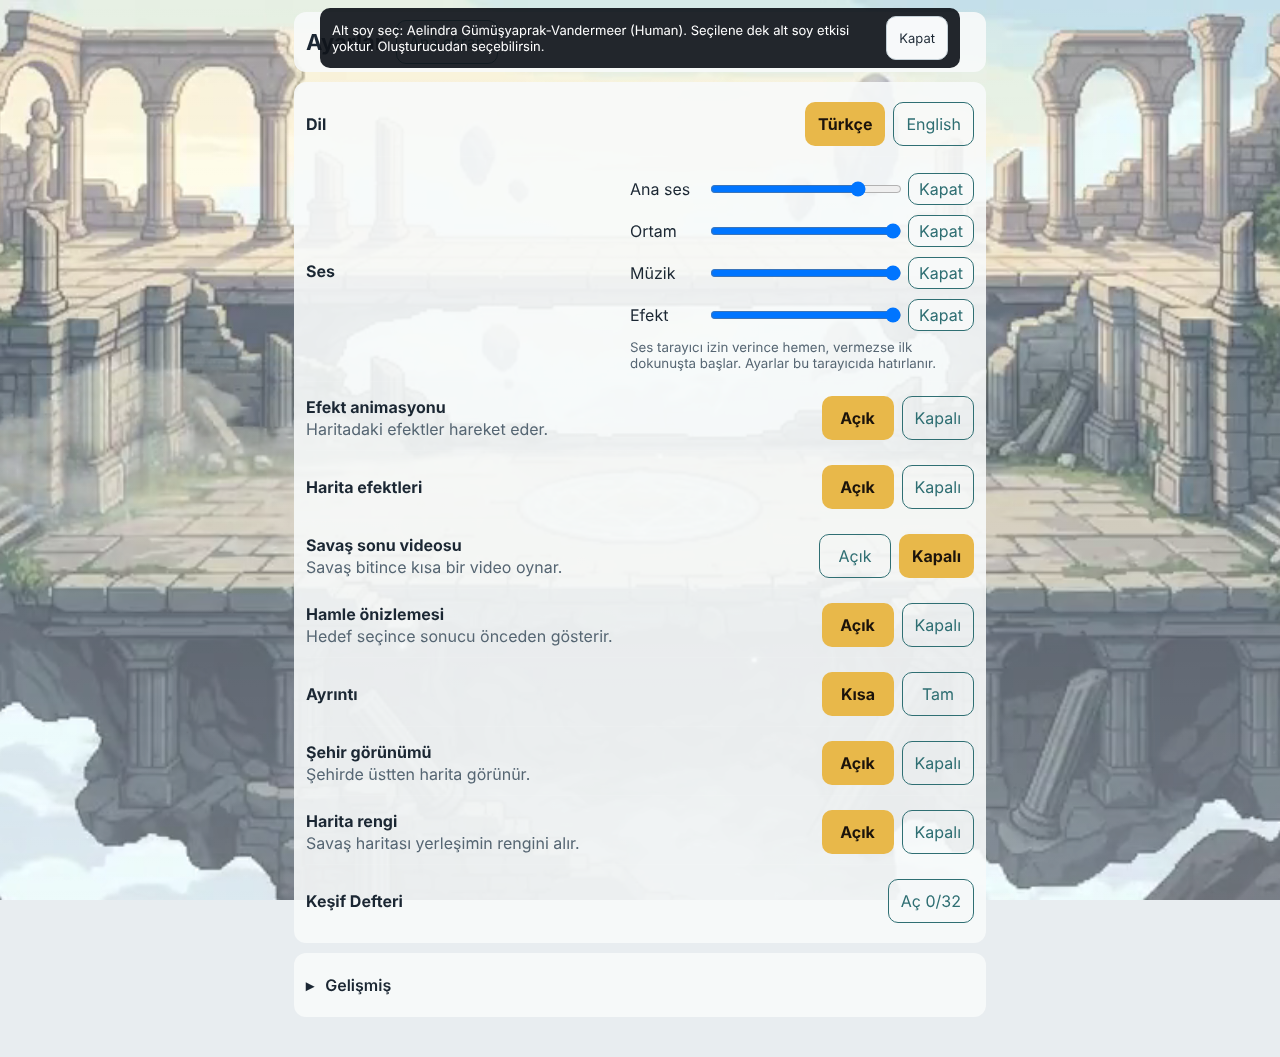 Alt soy seç: Aelindra Gümüşyaprak-Vandermeer (Human). Seçilene dek alt soy etkisi
yoktur. Oluşturucudan seçebilirsin.
Kapat
Dil
Türkçe
English
Ses
Ana ses
Kapat
Ortam
Kapat
Müzik
Kapat
Efekt
Kapat
Ses tarayıcı izin verince hemen, vermezse ilk
dokunuşta başlar. Ayarlar bu tarayıcıda hatırlanır.
Efekt animasyonu
Haritadaki efektler hareket eder.
Açık
Kapalı
Harita efektleri
Açık
Kapalı
Savaş sonu videosu
Savaş bitince kısa bir video oynar.
Açık
Kapalı
Hamle önizlemesi
Hedef seçince sonucu önceden gösterir.
Açık
Kapalı
Ayrıntı
Kısa
Tam
Şehir görünümü
Şehirde üstten harita görünür.
Açık
Kapalı
Harita rengi
Savaş haritası yerleşimin rengini alır.
Açık
Kapalı
Keşif Defteri
Aç 0/32
Gelişmiş